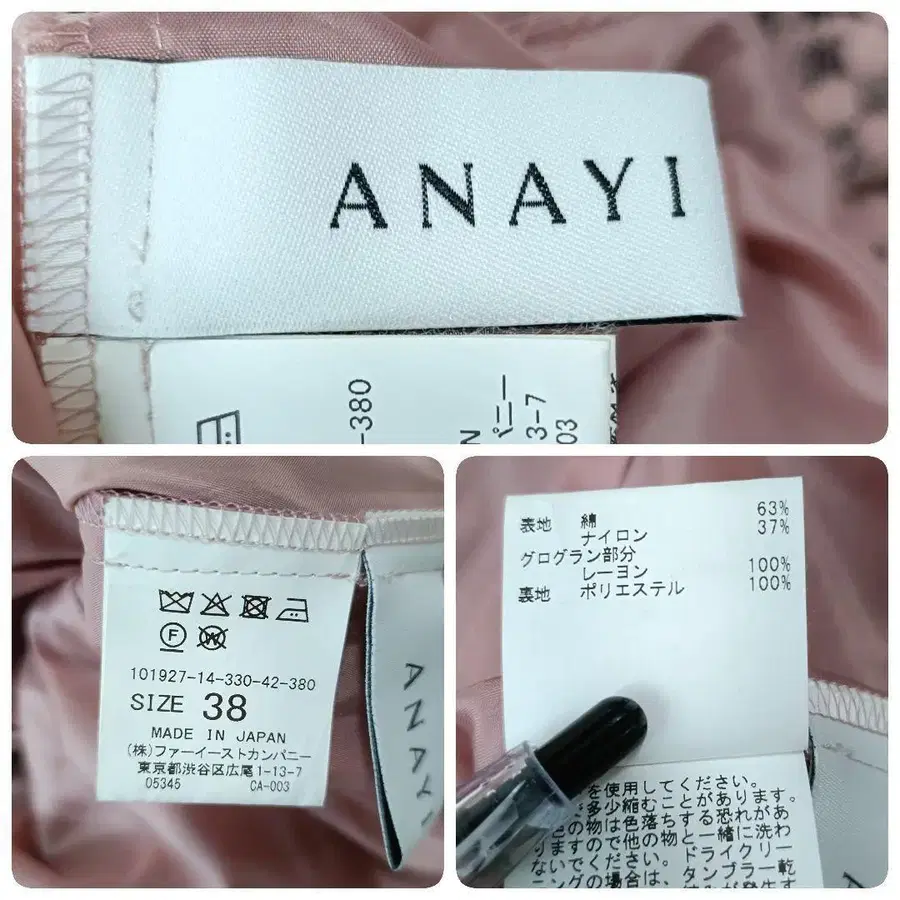 ANAYI
-380
N
パニー
3-7
03
101927-14-330-42-380
SIZE 38
MADE IN JAPAN
(株)ファーイーストカンパニー
東京都渋谷区広尾1-13-7
05345 CA-003
ANAYI
表地 綿 63%
ナイロン 37%
グログラン部分
レーヨン 100%
裏地 ポリエステル 100%
を使用してください。
多少縮むことがあります。
色の物は色落ちする恐れがあ
りますので他の物と一緒に洗わ
ないでください。ドライクリー
ニングの場合は、タンブラー乾
A